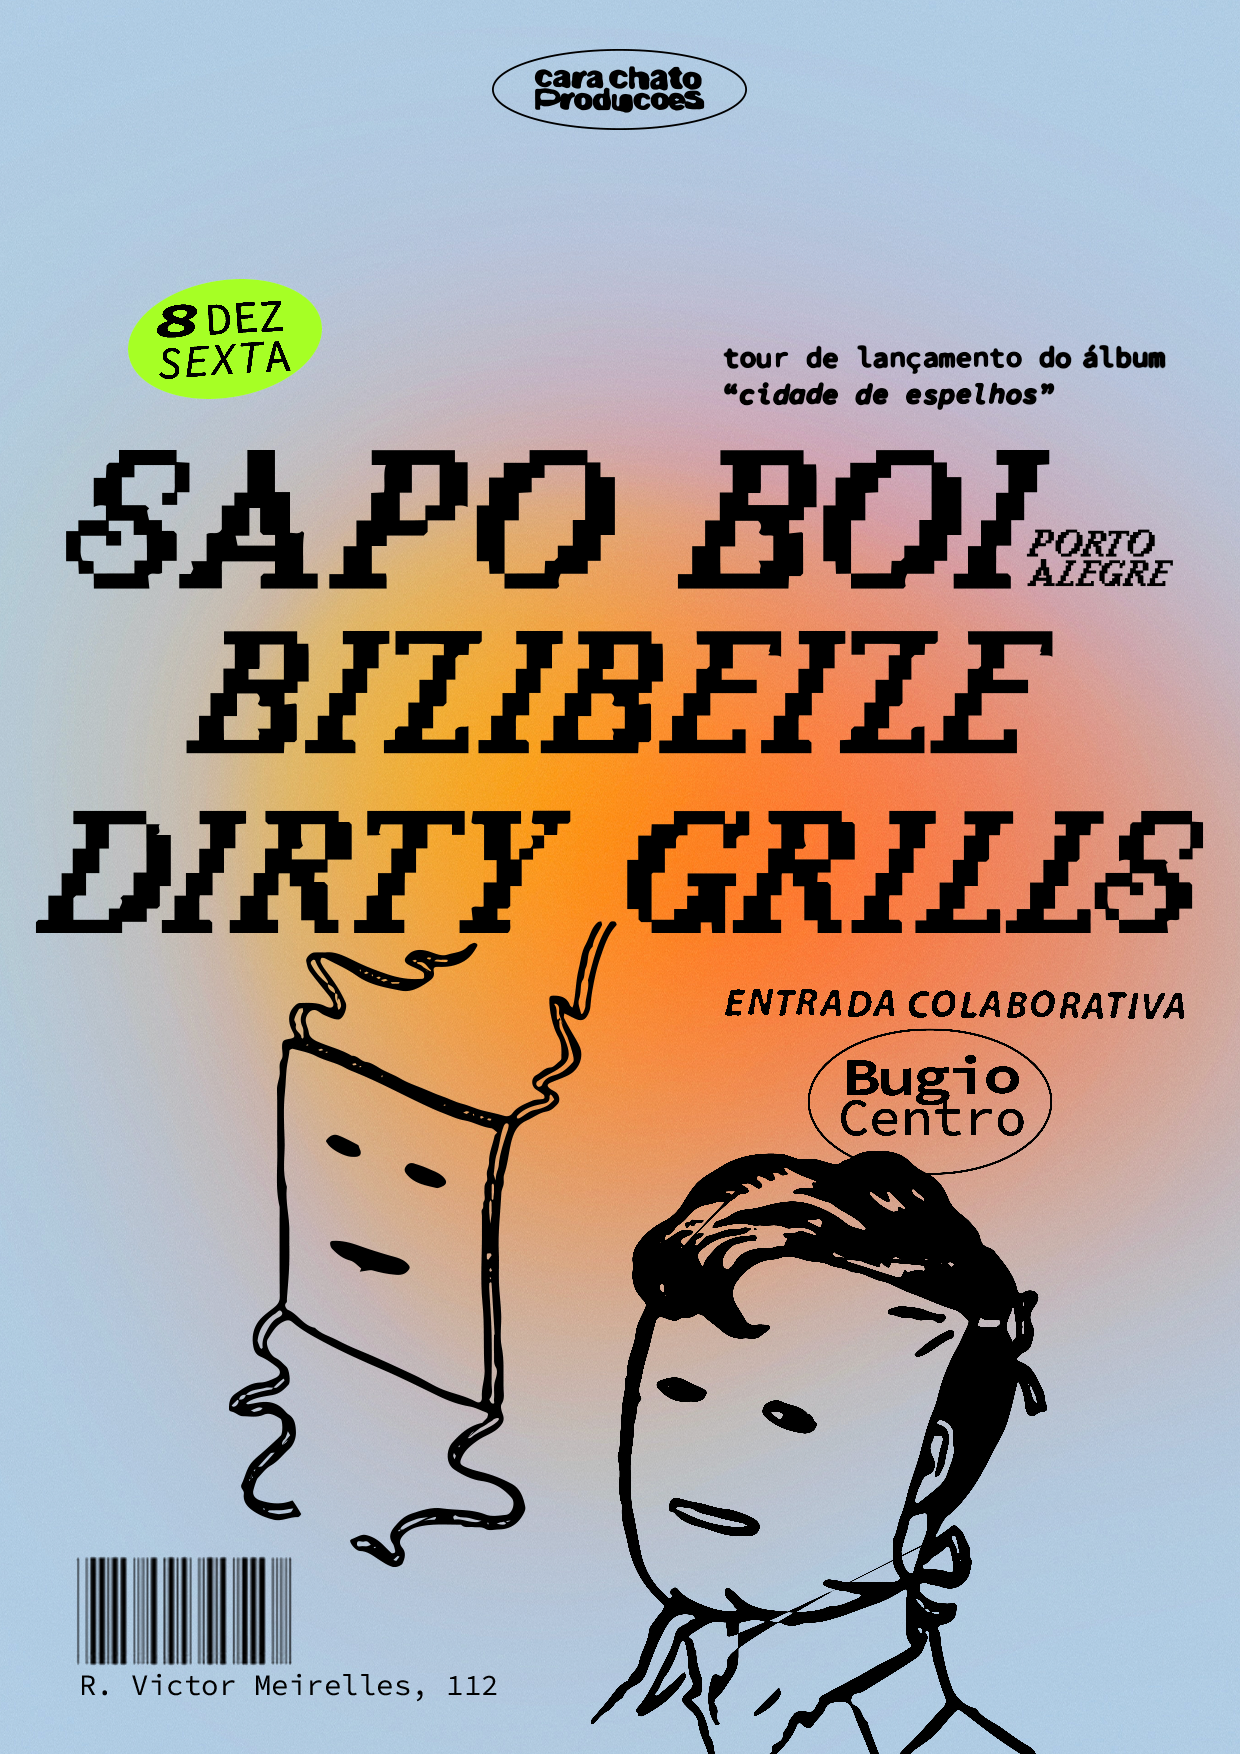 cara chato
Produçoes
8 DEZ
SEXTA
tour de lançamento do álbum
“cidade de espelhos”
SAPO BOI
PORTO
ALEGRE
BIZIBEIZE
DIRTY GRILLS
ENTRADA COLABORATIVA
Bugio
Centro
R. Victor Meirelles, 112